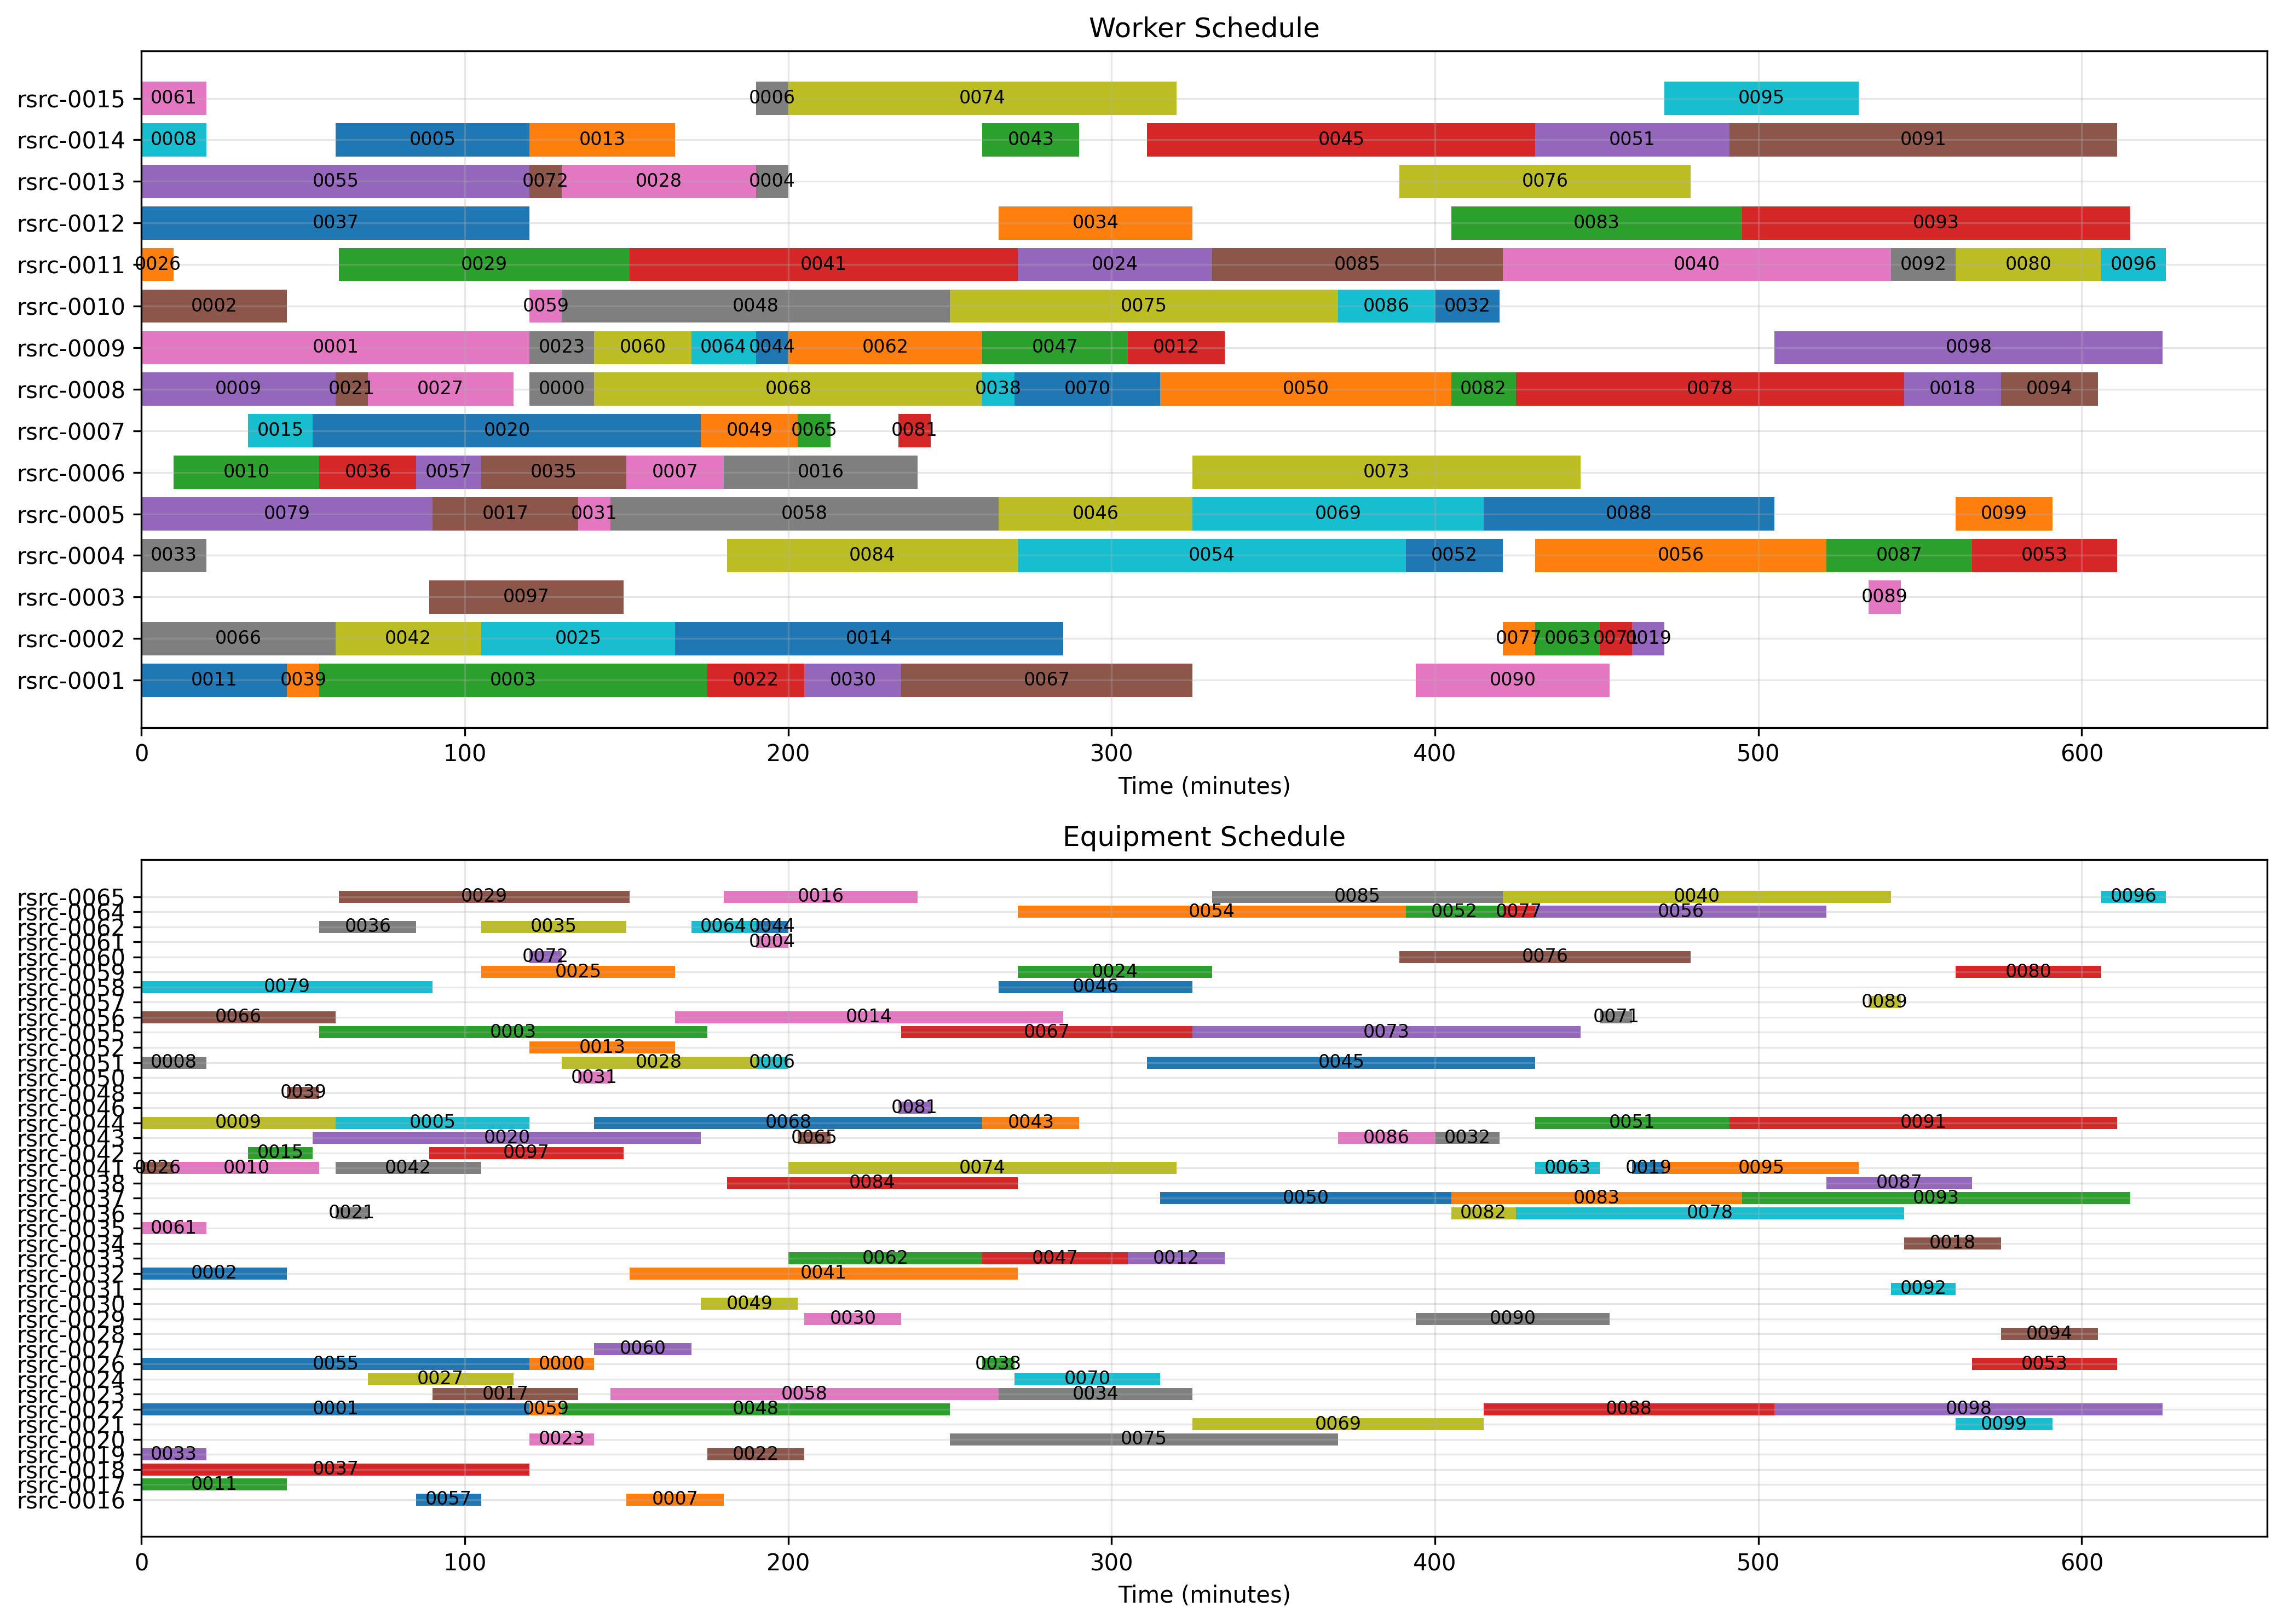 Worker Schedule
rsrc-0015 0061 0006 0074 0095
rsrc-0014 0008 0005 0013 0043 0045 0051 0091
rsrc-0013 0055 0072 0028 0004 0076
rsrc-0012 0037 0034 0083 0093
rsrc-0011 0026 0029 0041 0024 0085 0040 0092 0080 0096
rsrc-0010 0002 0059 0048 0075 0086 0032
rsrc-0009 0001 0023 0060 0064 0044 0062 0047 0012 0098
rsrc-0008 0009 0021 0027 0000 0068 0038 0070 0050 0082 0078 0018 0094
rsrc-0007 0015 0020 0049 0065 0081
rsrc-0006 0010 0036 0057 0035 0007 0016 0073
rsrc-0005 0079 0017 0031 0058 0046 0069 0088 0099
rsrc-0004 0033 0084 0054 0052 0056 0087 0053
rsrc-0003 0097 0089
rsrc-0002 0066 0042 0025 0014 0077 0063 0071 0019
rsrc-0001 0011 0039 0003 0022 0030 0067 0090
0 100 200 300 400 500 600
Time (minutes)
Equipment Schedule
rsrc-0065 0029 0016 0085 0040 0096
rsrc-0064 0054 0052 0077 0056
rsrc-0062 0036 0035 0064 0044
rsrc-0061 0004
rsrc-0060 0072 0076
rsrc-0059 0025 0024 0080
rsrc-0058 0079 0046
rsrc-0057 0089
rsrc-0056 0066 0014 0071
rsrc-0055 0003 0067 0073
rsrc-0052 0013
rsrc-0051 0008 0028 0006 0045
rsrc-0050 0031
rsrc-0048 0039
rsrc-0046 0081
rsrc-0044 0009 0005 0068 0043 0051 0091
rsrc-0043 0020 0065 0086 0032
rsrc-0042 0015 0097
rsrc-0041 0026 0010 0042 0074 0063 0019 0095
rsrc-0038 0084 0087
rsrc-0037 0050 0083 0093
rsrc-0036 0021 0082 0078
rsrc-0035 0061
rsrc-0034 0018
rsrc-0033 0062 0047 0012
rsrc-0032 0002 0041
rsrc-0031 0092
rsrc-0030 0049
rsrc-0029 0030 0090
rsrc-0028 0094
rsrc-0027 0060
rsrc-0026 0055 0000 0038 0053
rsrc-0024 0027 0070
rsrc-0023 0017 0058 0034
rsrc-0022 0001 0059 0048 0088 0098
rsrc-0021 0069 0099
rsrc-0020 0023 0075
rsrc-0019 0033 0022
rsrc-0018 0037
rsrc-0017 0011
rsrc-0016 0057 0007
0 100 200 300 400 500 600
Time (minutes)